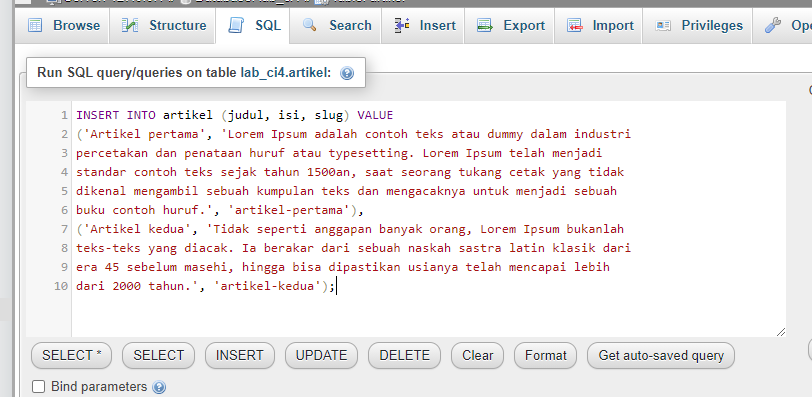 Browse Structure SQL Search Insert Export Import Privileges
Run SQL query/queries on table lab_ci4.artikel:
1 INSERT INTO artikel (judul, isi, slug) VALUE
2 ('Artikel pertama', 'Lorem Ipsum adalah contoh teks atau dummy dalam industri
3 percetakan dan penataan huruf atau typesetting. Lorem Ipsum telah menjadi
4 standar contoh teks sejak tahun 1500an, saat seorang tukang cetak yang tidak
5 dikenal mengambil sebuah kumpulan teks dan mengacaknya untuk menjadi sebuah
6 buku contoh huruf.', 'artikel-pertama'),
7 ('Artikel kedua', 'Tidak seperti anggapan banyak orang, Lorem Ipsum bukanlah
8 teks-teks yang diacak. Ia berakar dari sebuah naskah sastra latin klasik dari
9 era 45 sebelum masehi, hingga bisa dipastikan usianya telah mencapai lebih
10 dari 2000 tahun.', 'artikel-kedua');
SELECT * SELECT INSERT UPDATE DELETE Clear Format Get auto-saved query
Bind parameters